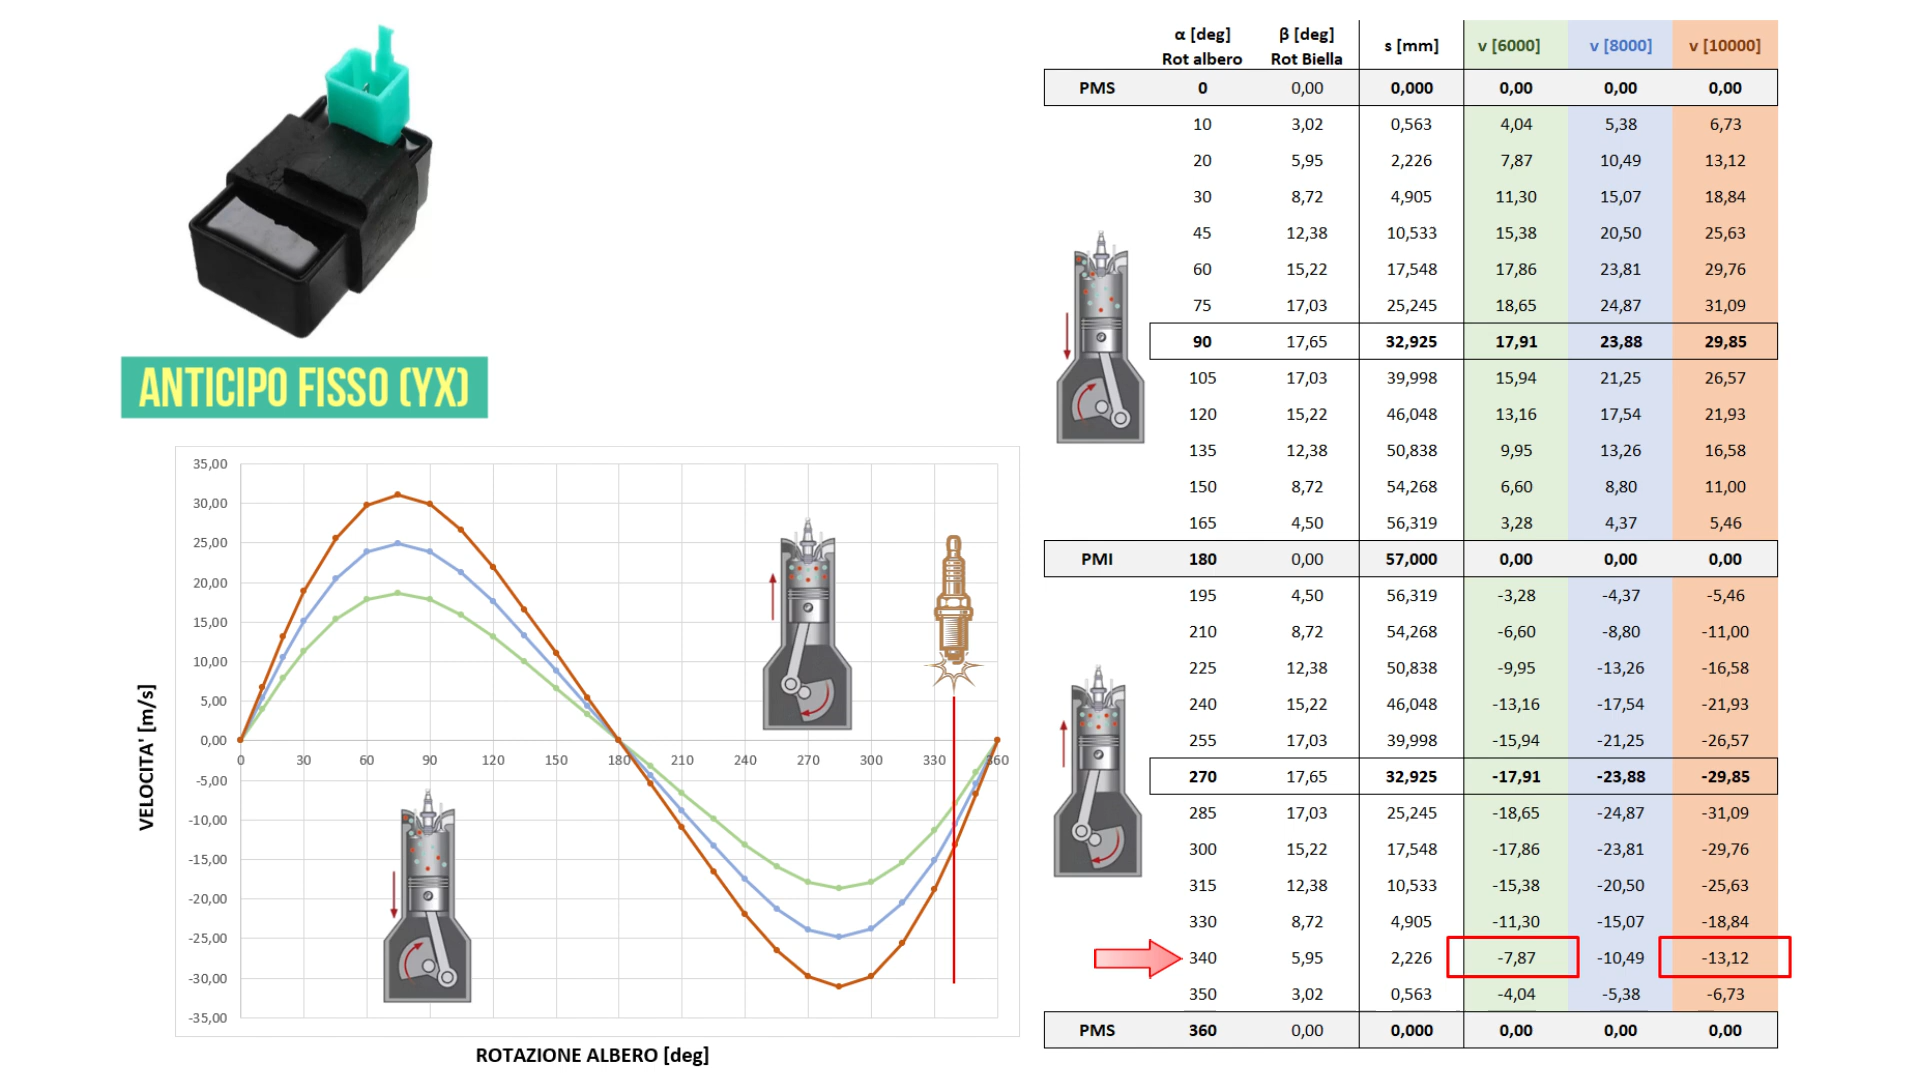 ANTICIPO FISSO (YX)
35,00
30,00
25,00
20,00
15,00
10,00
5,00
0,00
-5,00
-10,00
-15,00
-20,00
-25,00
-30,00
-35,00
0 30 60 90 120 150 180 210 240 270 300 330 360
VELOCITA' [m/s]
ROTAZIONE ALBERO [deg]
α [deg] β [deg] s [mm] v [6000] v [8000] v [10000]
Rot albero Rot Biella
PMS 0 0,00 0,000 0,00 0,00 0,00
10 3,02 0,563 4,04 5,38 6,73
20 5,95 2,226 7,87 10,49 13,12
30 8,72 4,905 11,30 15,07 18,84
45 12,38 10,533 15,38 20,50 25,63
60 15,22 17,548 17,86 23,81 29,76
75 17,03 25,245 18,65 24,87 31,09
90 17,65 32,925 17,91 23,88 29,85
105 17,03 39,998 15,94 21,25 26,57
120 15,22 46,048 13,16 17,54 21,93
135 12,38 50,838 9,95 13,26 16,58
150 8,72 54,268 6,60 8,80 11,00
165 4,50 56,319 3,28 4,37 5,46
PMI 180 0,00 57,000 0,00 0,00 0,00
195 4,50 56,319 -3,28 -4,37 -5,46
210 8,72 54,268 -6,60 -8,80 -11,00
225 12,38 50,838 -9,95 -13,26 -16,58
240 15,22 46,048 -13,16 -17,54 -21,93
255 17,03 39,998 -15,94 -21,25 -26,57
270 17,65 32,925 -17,91 -23,88 -29,85
285 17,03 25,245 -18,65 -24,87 -31,09
300 15,22 17,548 -17,86 -23,81 -29,76
315 12,38 10,533 -15,38 -20,50 -25,63
330 8,72 4,905 -11,30 -15,07 -18,84
340 5,95 2,226 -7,87 -10,49 -13,12
350 3,02 0,563 -4,04 -5,38 -6,73
PMS 360 0,00 0,000 0,00 0,00 0,00